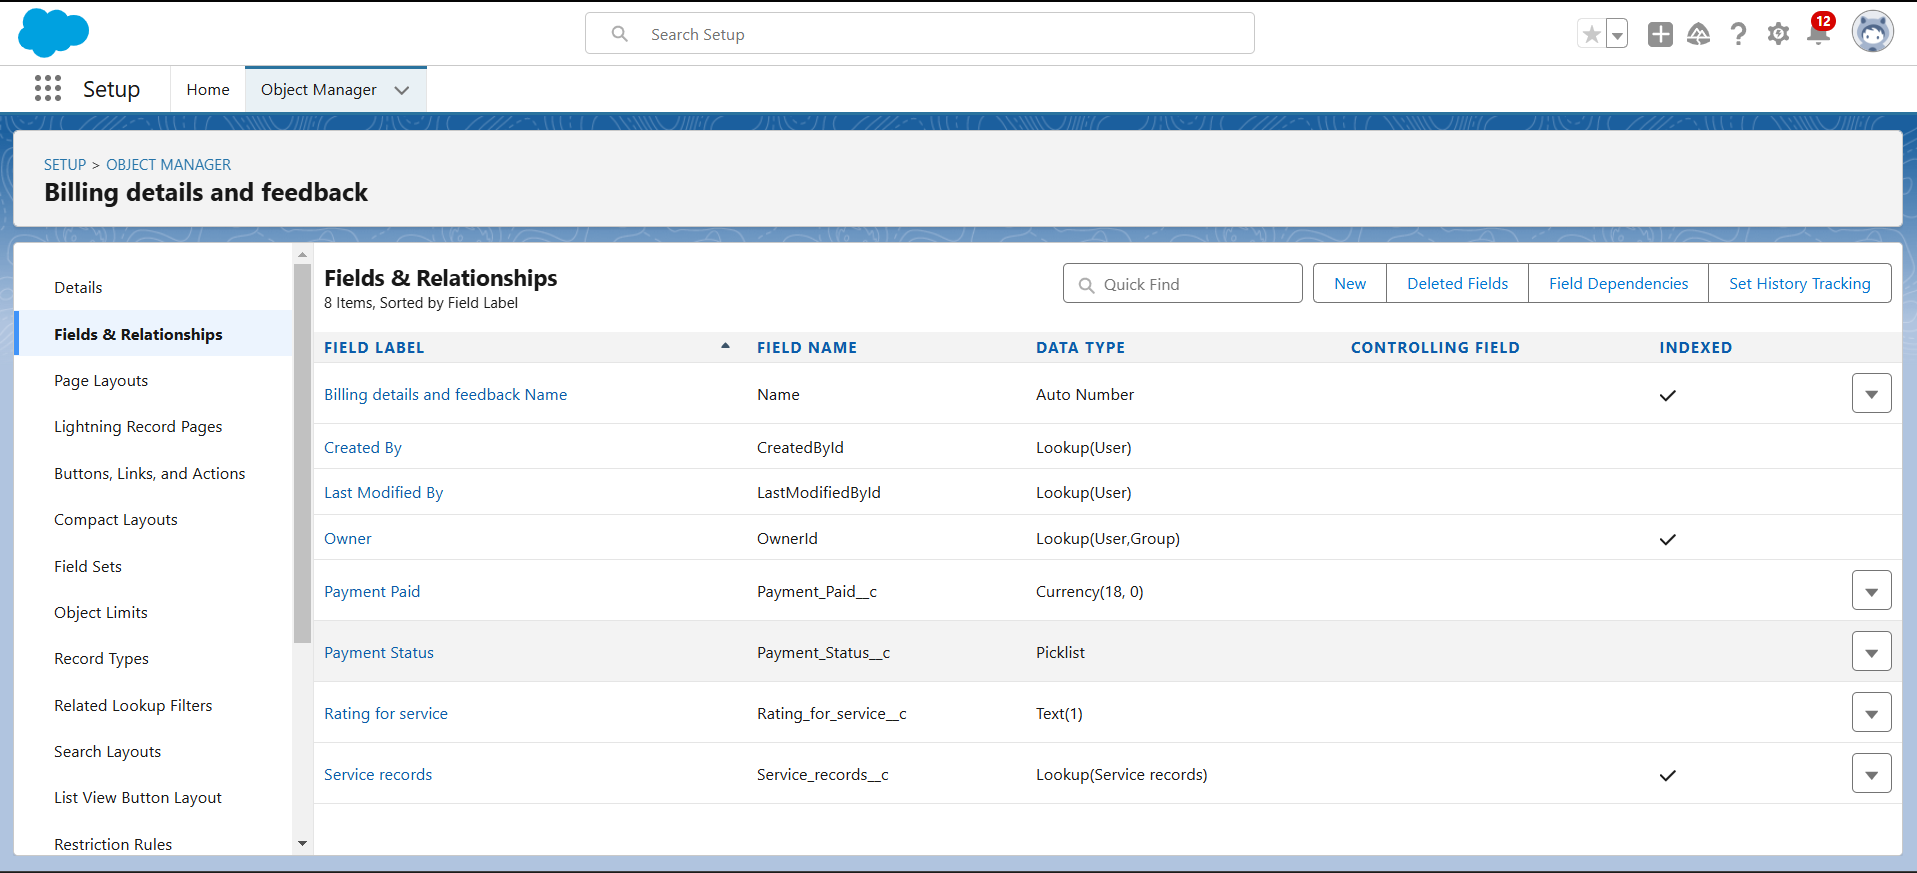 Search Setup
12
Setup
Home
Object Manager
SETUP > OBJECT MANAGER
Billing details and feedback
Details
Fields & Relationships
Page Layouts
Lightning Record Pages
Buttons, Links, and Actions
Compact Layouts
Field Sets
Object Limits
Record Types
Related Lookup Filters
Search Layouts
List View Button Layout
Restriction Rules
Fields & Relationships
8 Items, Sorted by Field Label
Quick Find
New
Deleted Fields
Field Dependencies
Set History Tracking
FIELD LABEL FIELD NAME DATA TYPE CONTROLLING FIELD INDEXED
Billing details and feedback Name Name Auto Number
Created By CreatedById Lookup(User)
Last Modified By LastModifiedById Lookup(User)
Owner OwnerId Lookup(User,Group)
Payment Paid Payment_Paid__c Currency(18, 0)
Payment Status Payment_Status__c Picklist
Rating for service Rating_for_service__c Text(1)
Service records Service_records__c Lookup(Service records)